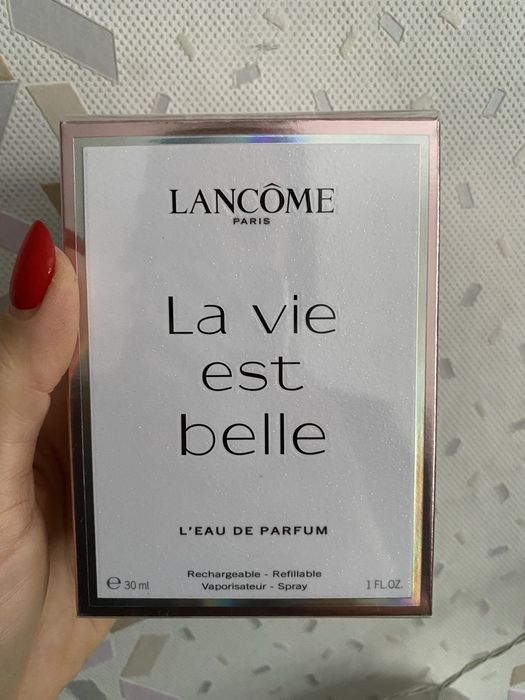 LANCÔME
PARIS
La vie
est
belle
L'EAU DE PARFUM
Rechargeable - Refillable
℮ 30 ml
Vaporisateur - Spray
1 FL.OZ.